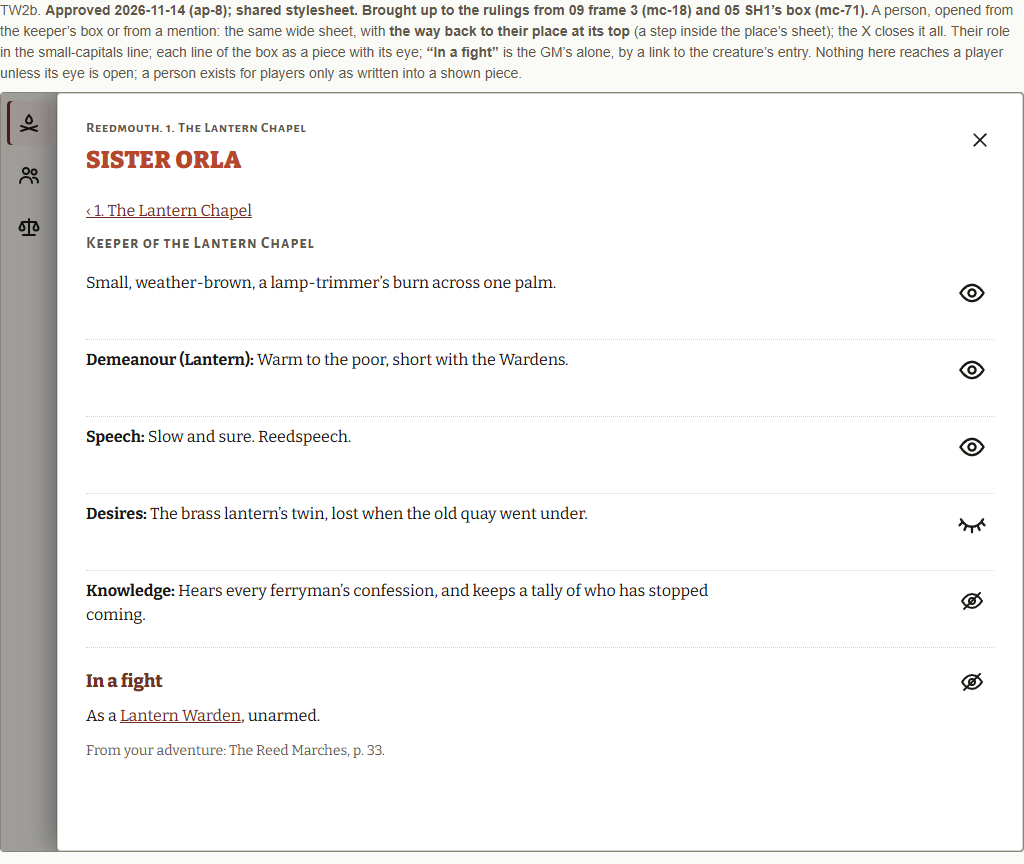 TW2b. Approved 2026-11-14 (ap-8); shared stylesheet. Brought up to the rulings from 09 frame 3 (mc-18) and 05 SH1’s box (mc-71). A person, opened from
the keeper’s box or from a mention: the same wide sheet, with the way back to their place at its top (a step inside the place’s sheet); the X closes it all. Their role
in the small-capitals line; each line of the box as a piece with its eye; “In a fight” is the GM’s alone, by a link to the creature’s entry. Nothing here reaches a player
unless its eye is open; a person exists for players only as written into a shown piece.
Reedmouth. 1. The Lantern Chapel
SISTER ORLA
‹ 1. The Lantern Chapel
Keeper of the Lantern Chapel
Small, weather-brown, a lamp-trimmer’s burn across one palm.
Demeanour (Lantern): Warm to the poor, short with the Wardens.
Speech: Slow and sure. Reedspeech.
Desires: The brass lantern’s twin, lost when the old quay went under.
Knowledge: Hears every ferryman’s confession, and keeps a tally of who has stopped
coming.
In a fight
As a Lantern Warden, unarmed.
From your adventure: The Reed Marches, p. 33.